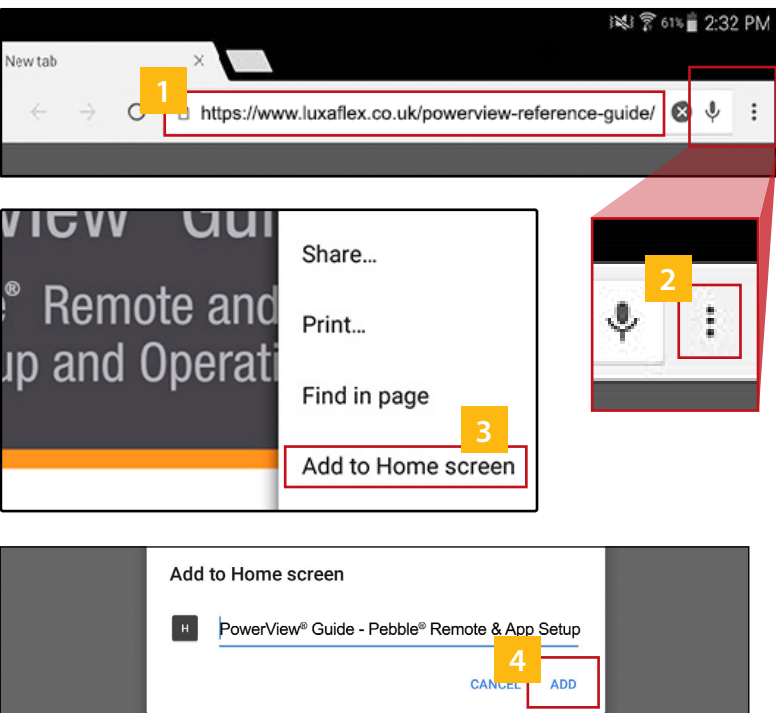 61% 2:32 PM
New tab
1
https://www.luxaflex.co.uk/powerview-reference-guide/
2
Share...
® Remote and
Print...
up and Operati
Find in page
3
Add to Home screen
Add to Home screen
H
PowerView® Guide - Pebble® Remote & App Setup
4
CANCEL ADD